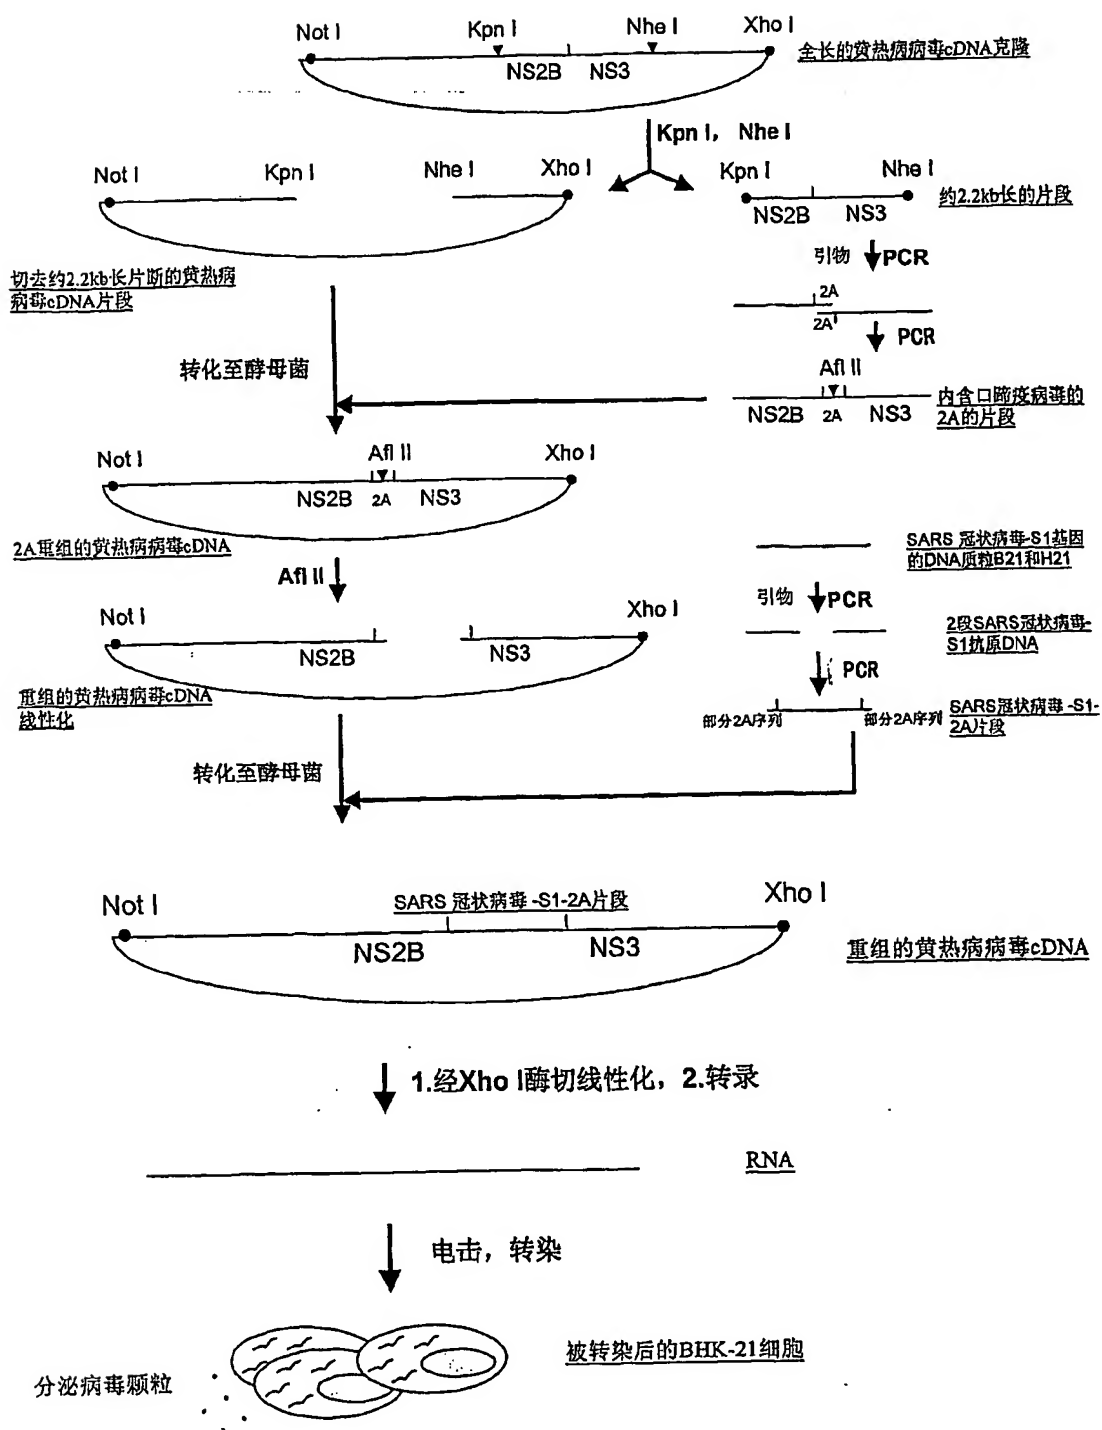 Not I
Kpn I
Nhe I
Xho I
NS2B
NS3
全长的黄热病病毒cDNA克隆
Kpn I, Nhe I
Not I
Kpn I
Nhe I
Xho I
Kpn I
Nhe I
NS2B
NS3
约2.2kb长的片段
切去约2.2kb长片断的黄热病
病毒cDNA片段
引物
PCR
2A
2A
PCR
转化至酵母菌
Afl II
NS2B
2A
NS3
内含口蹄疫病毒的
2A的片段
Not I
Afl II
Xho I
NS2B
2A
NS3
2A重组的黄热病病毒cDNA
SARS 冠状病毒-S1基因
的DNA质粒B21和H21
Afl II
引物
PCR
Not I
Xho I
NS2B
NS3
2段SARS冠状病毒-
S1抗原DNA
PCR
重组的黄热病病毒cDNA
线性化
部分2A序列
部分2A序列
SARS冠状病毒 -S1-
2A片段
转化至酵母菌
Not I
SARS 冠状病毒 -S1-2A片段
Xho I
NS2B
NS3
重组的黄热病病毒cDNA
1.经Xho I酶切线性化，2.转录
RNA
电击，转染
被转染后的BHK-21细胞
分泌病毒颗粒